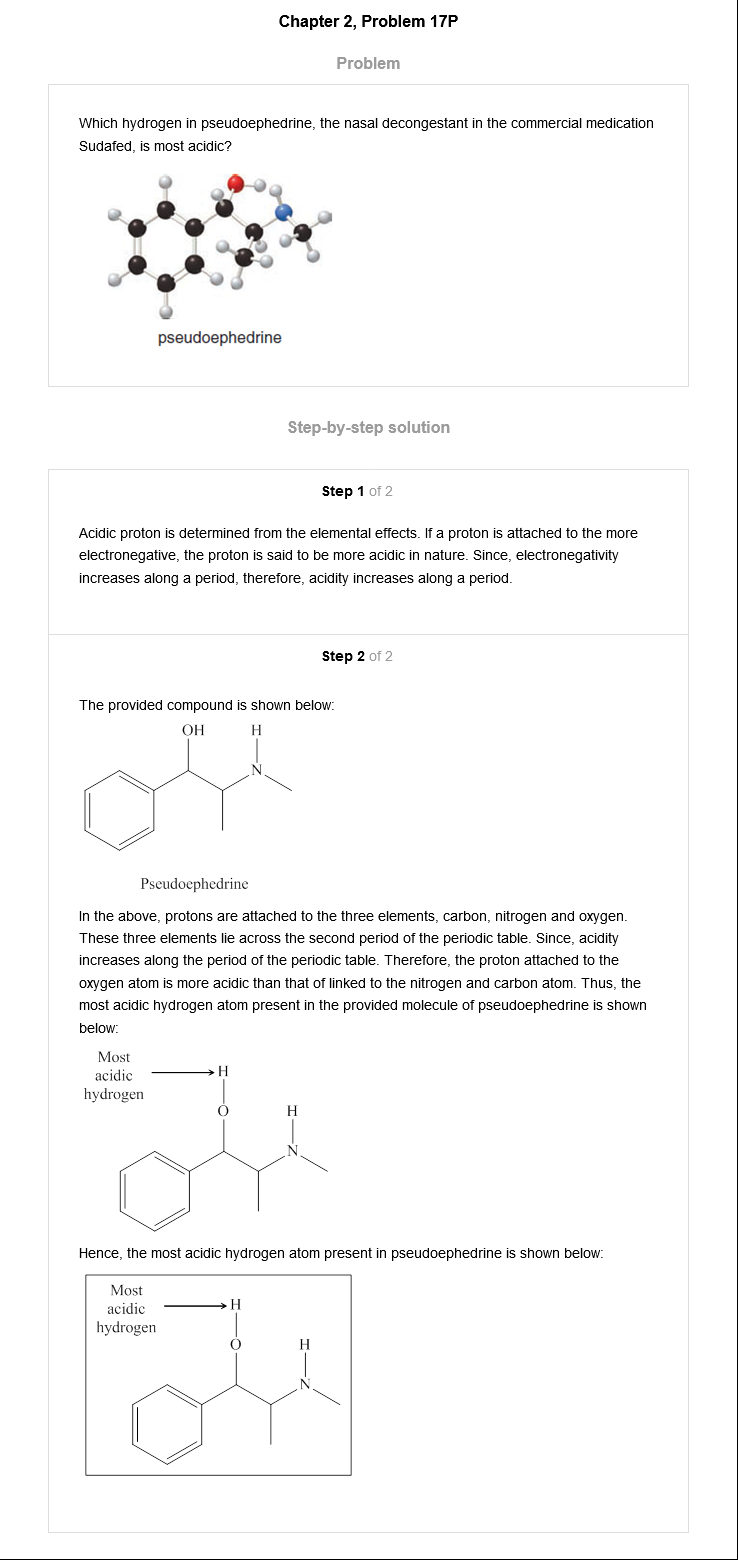 Chapter 2, Problem 17P
Problem
Which hydrogen in pseudoephedrine, the nasal decongestant in the commercial medication
Sudafed, is most acidic?
pseudoephedrine
Step-by-step solution
Step 1 of 2
Acidic proton is determined from the elemental effects. If a proton is attached to the more
electronegative, the proton is said to be more acidic in nature. Since, electronegativity
increases along a period, therefore, acidity increases along a period.
Step 2 of 2
The provided compound is shown below:
OH H
N
Pseudoephedrine
In the above, protons are attached to the three elements, carbon, nitrogen and oxygen.
These three elements lie across the second period of the periodic table. Since, acidity
increases along the period of the periodic table. Therefore, the proton attached to the
oxygen atom is more acidic than that of linked to the nitrogen and carbon atom. Thus, the
most acidic hydrogen atom present in the provided molecule of pseudoephedrine is shown
below:
Most
acidic H
hydrogen
O H
N
Hence, the most acidic hydrogen atom present in pseudoephedrine is shown below:
Most
acidic H
hydrogen
O H
N